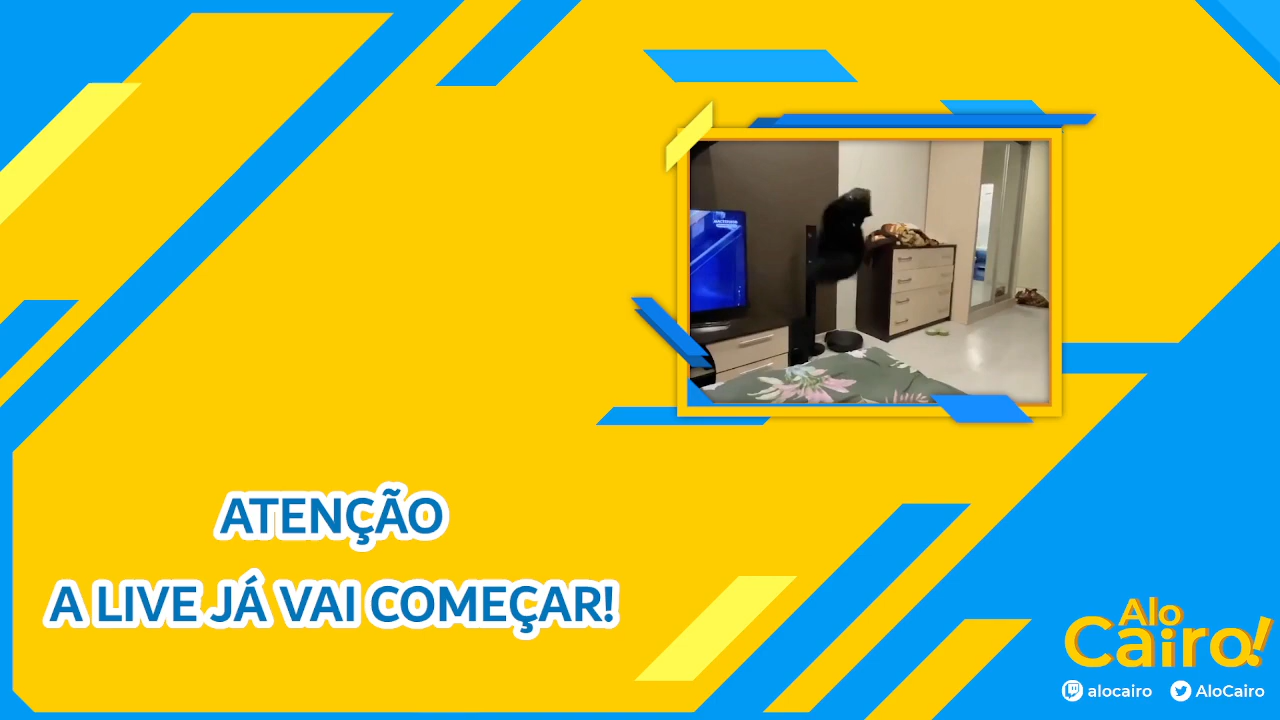 ATENÇÃO
A LIVE JÁ VAI COMEÇAR!
Alo
Cairo!
alocairo AloCairo